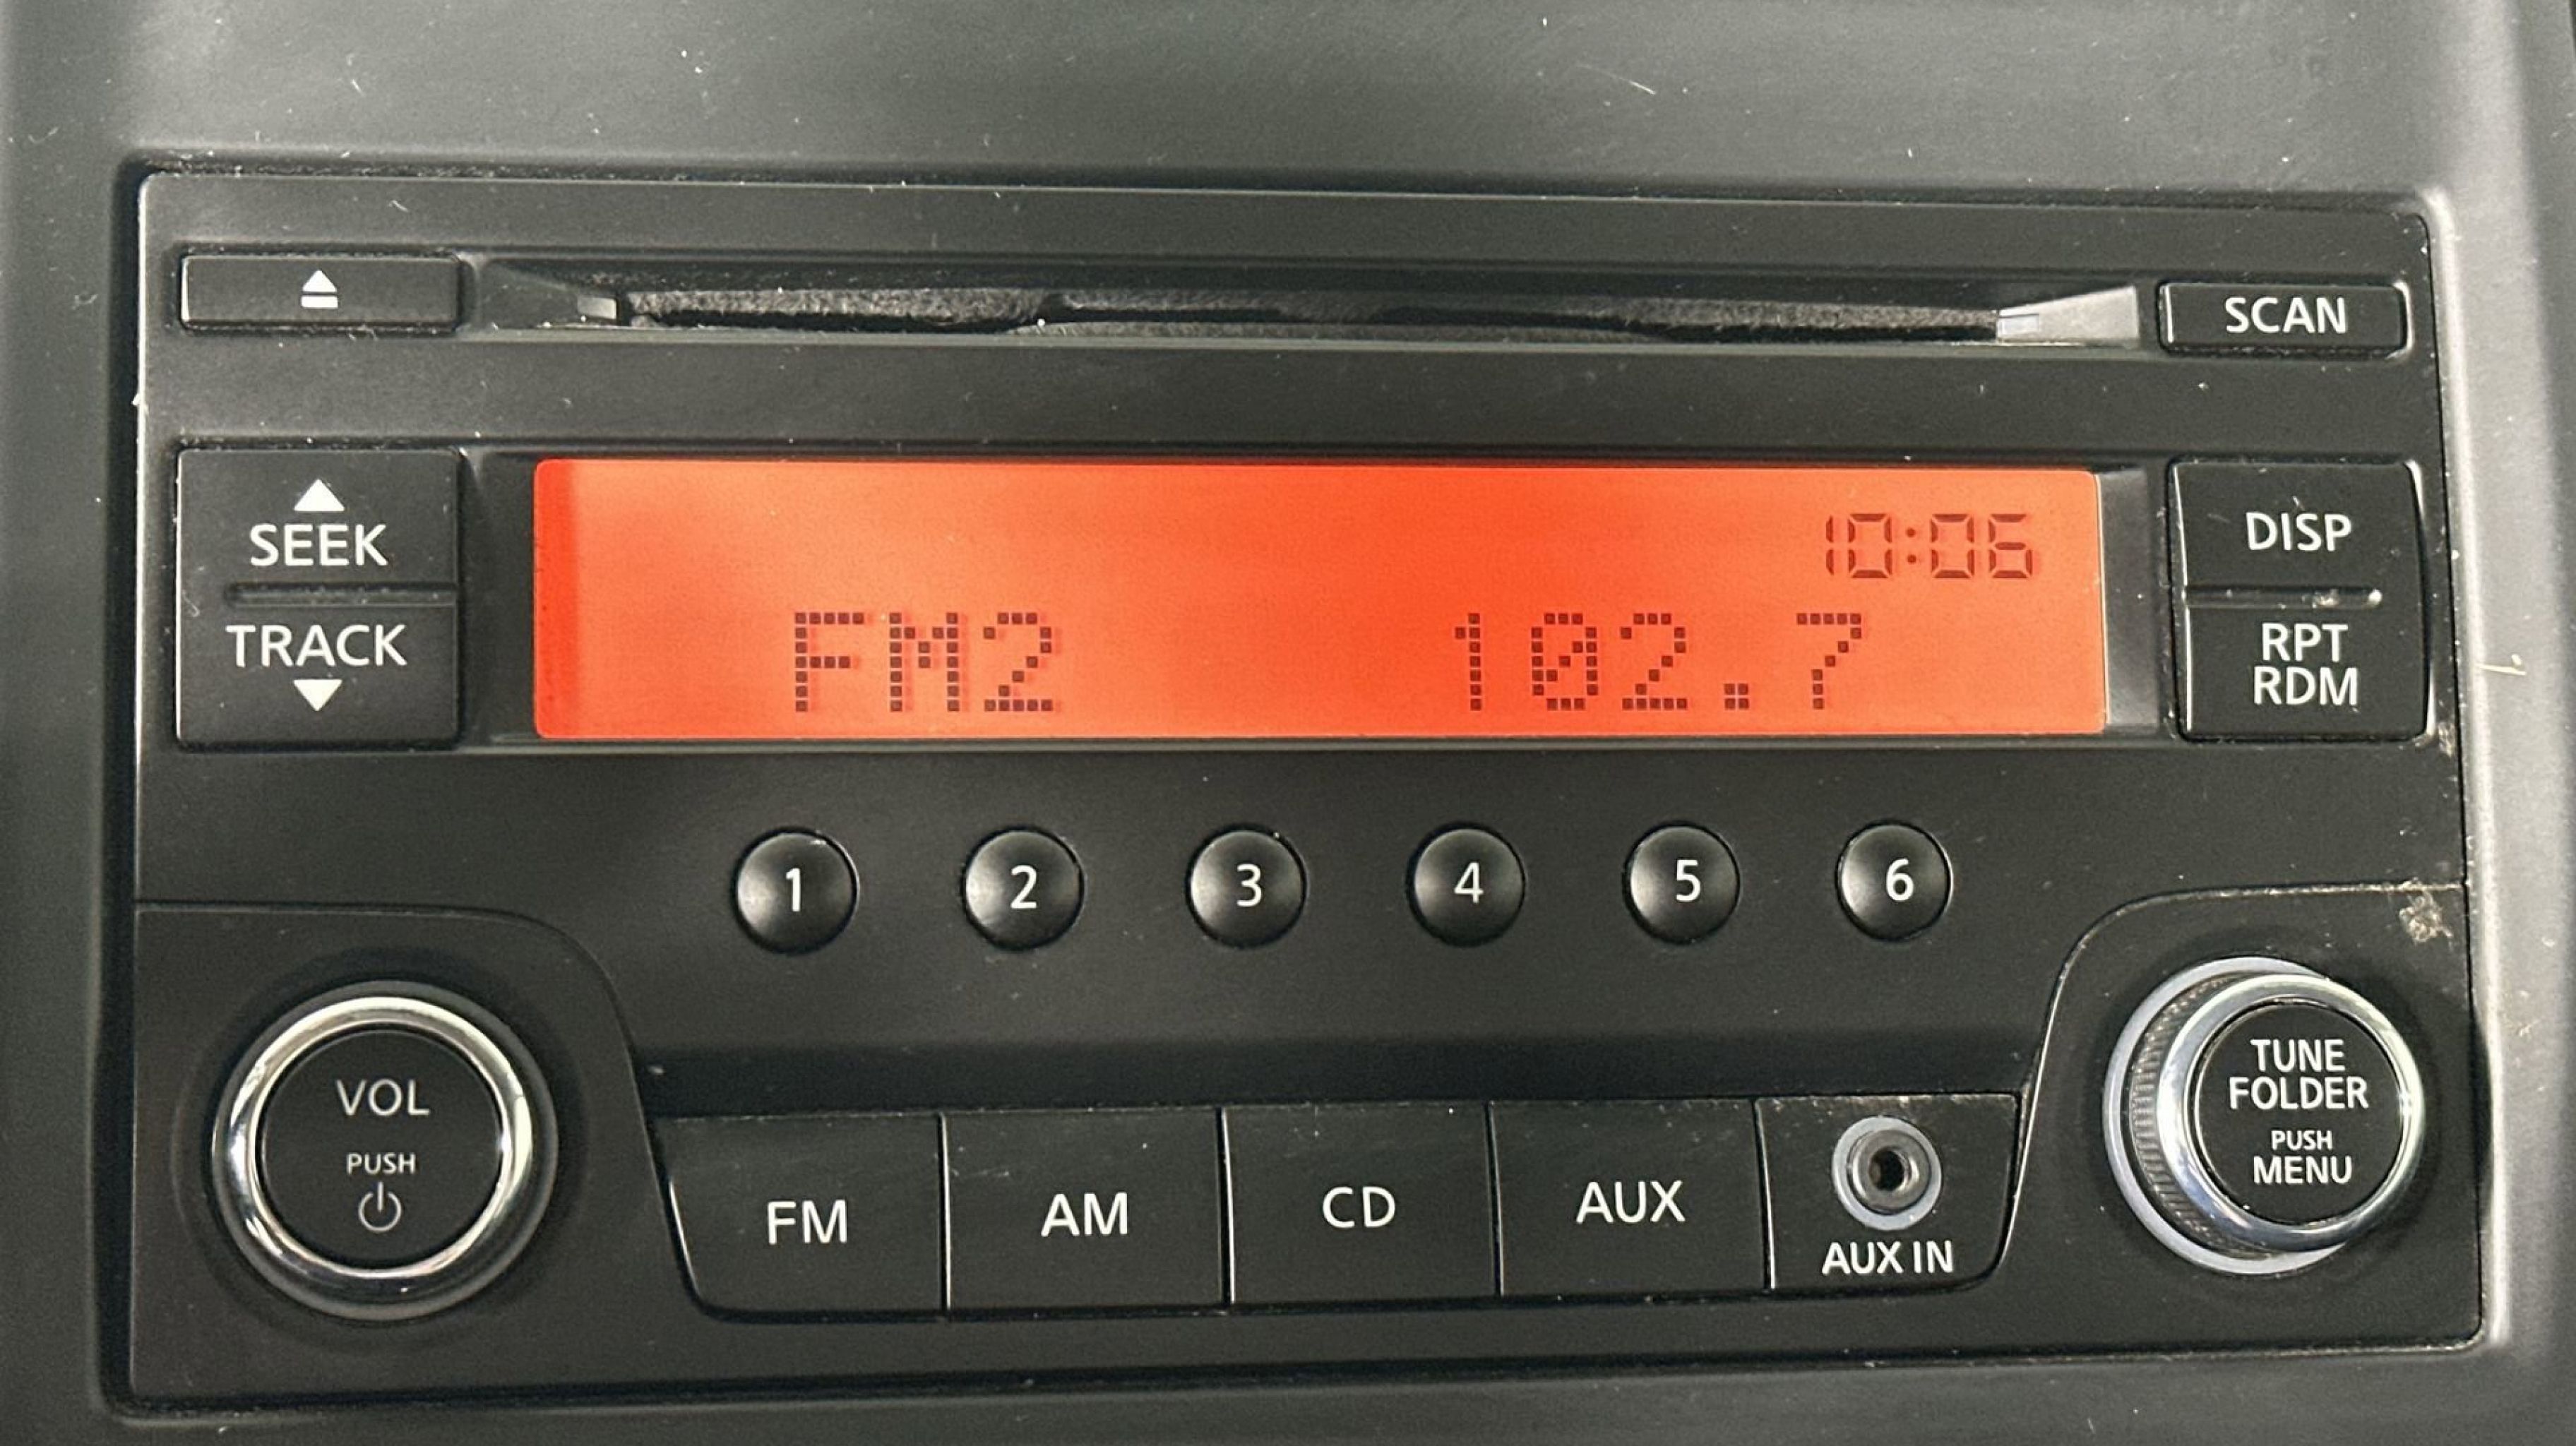 SCAN
SEEK
TRACK
10:06
FM2 102.7
DISP
RPT
RDM
1 2 3 4 5 6
VOL
PUSH
FM AM CD AUX
AUX IN
TUNE
FOLDER
PUSH
MENU